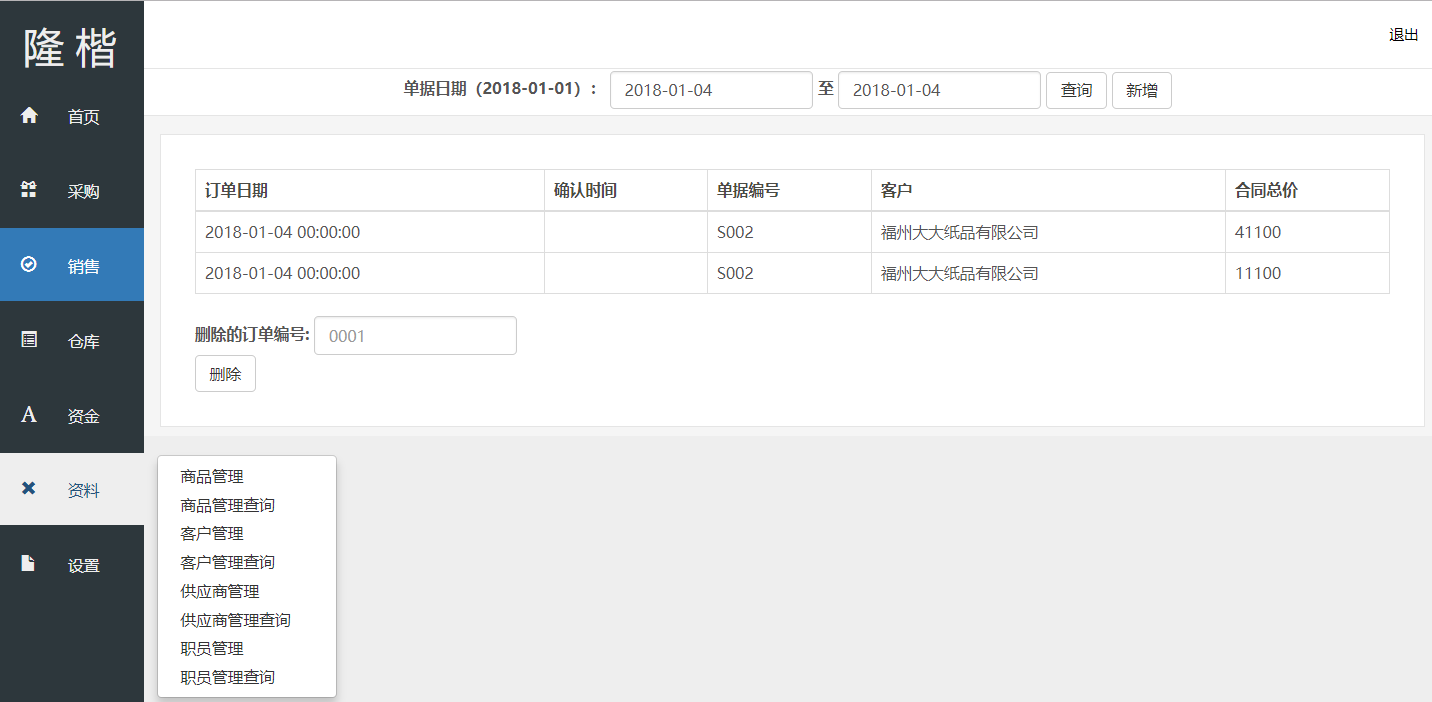 隆 楷
退出
首页
采购
销售
仓库
A 资金
资料
设置
单据日期（2018-01-01）： 2018-01-04 至 2018-01-04 查询 新增
订单日期 确认时间 单据编号 客户 合同总价
2018-01-04 00:00:00 S002 福州大大纸品有限公司 41100
2018-01-04 00:00:00 S002 福州大大纸品有限公司 11100
删除的订单编号: 0001
删除
商品管理
商品管理查询
客户管理
客户管理查询
供应商管理
供应商管理查询
职员管理
职员管理查询